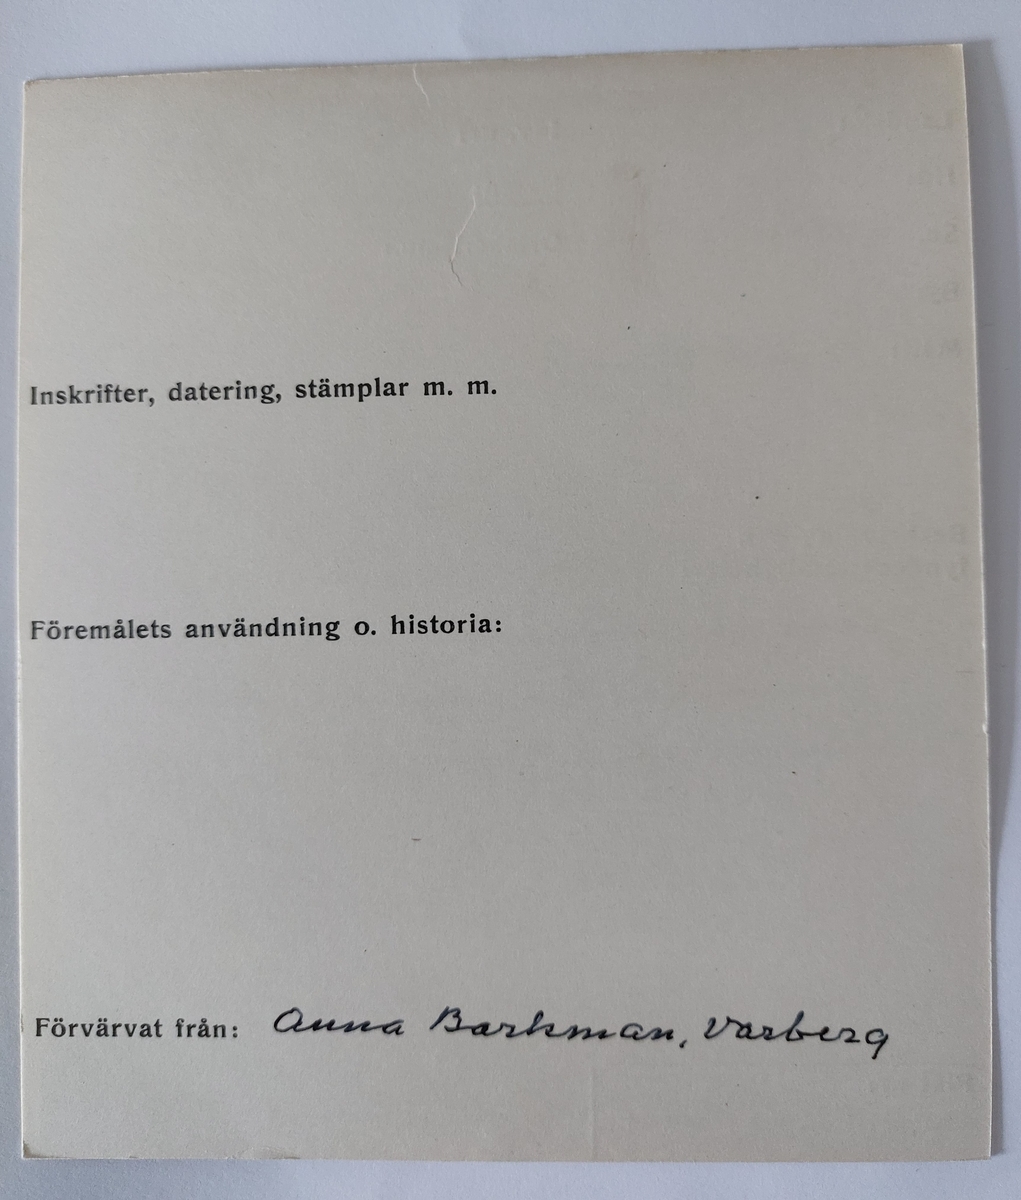 Inskrifter, datering, stämplar m. m.
Föremålets användning o. historia:
Förvärvat från: Anna Barkman, Varberg